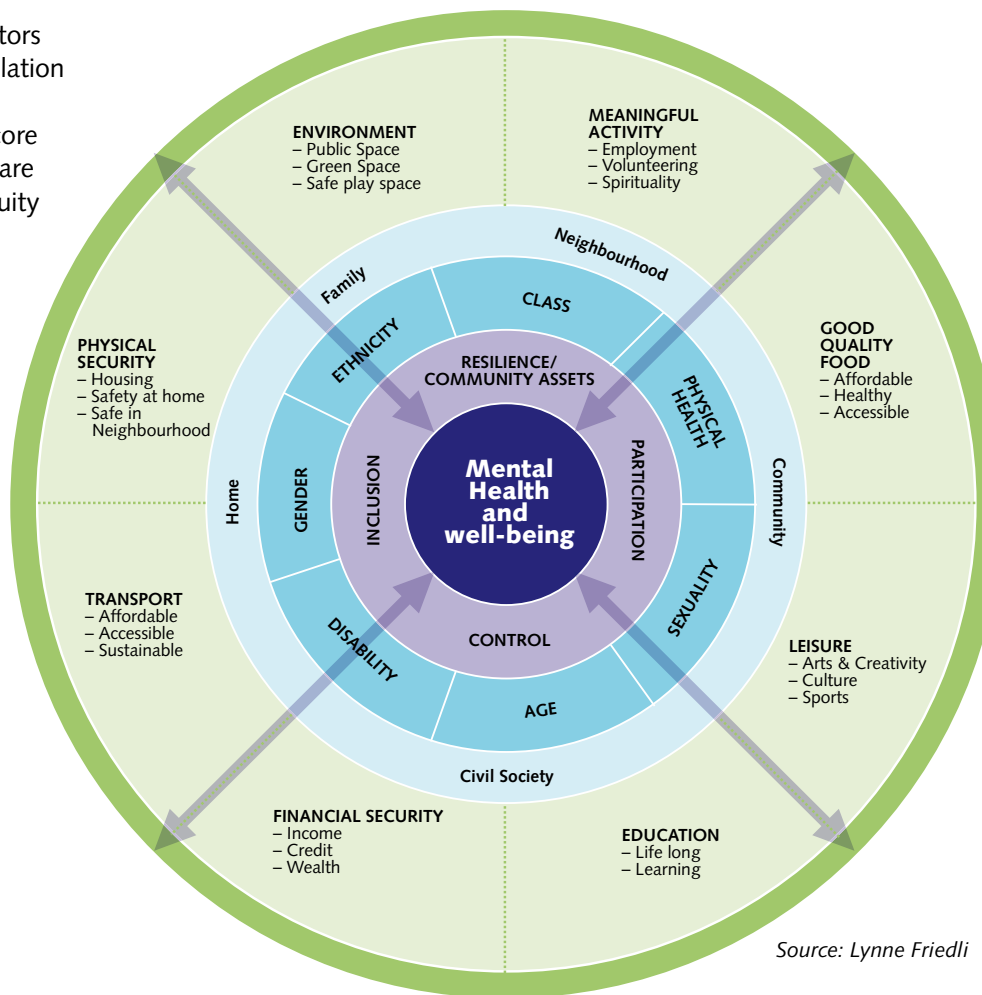 tors
lation
core
are
uity
ENVIRONMENT
– Public Space
– Green Space
– Safe play space
MEANINGFUL
ACTIVITY
– Employment
– Volunteering
– Spirituality
Family
Neighbourhood
ETHNICITY
CLASS
PHYSICAL
SECURITY
– Housing
– Safety at home
– Safe in
Neighbourhood
RESILIENCE/
COMMUNITY ASSETS
PHYSICAL
HEALTH
GOOD
QUALITY
FOOD
– Affordable
– Healthy
– Accessible
Home
GENDER
INCLUSION
Mental
Health
and
well-being
PARTICIPATION
Community
TRANSPORT
– Affordable
– Accessible
– Sustainable
DISABILITY
CONTROL
SEXUALITY
LEISURE
– Arts & Creativity
– Culture
– Sports
AGE
Civil Society
FINANCIAL SECURITY
– Income
– Credit
– Wealth
EDUCATION
– Life long
– Learning
Source: Lynne Friedli